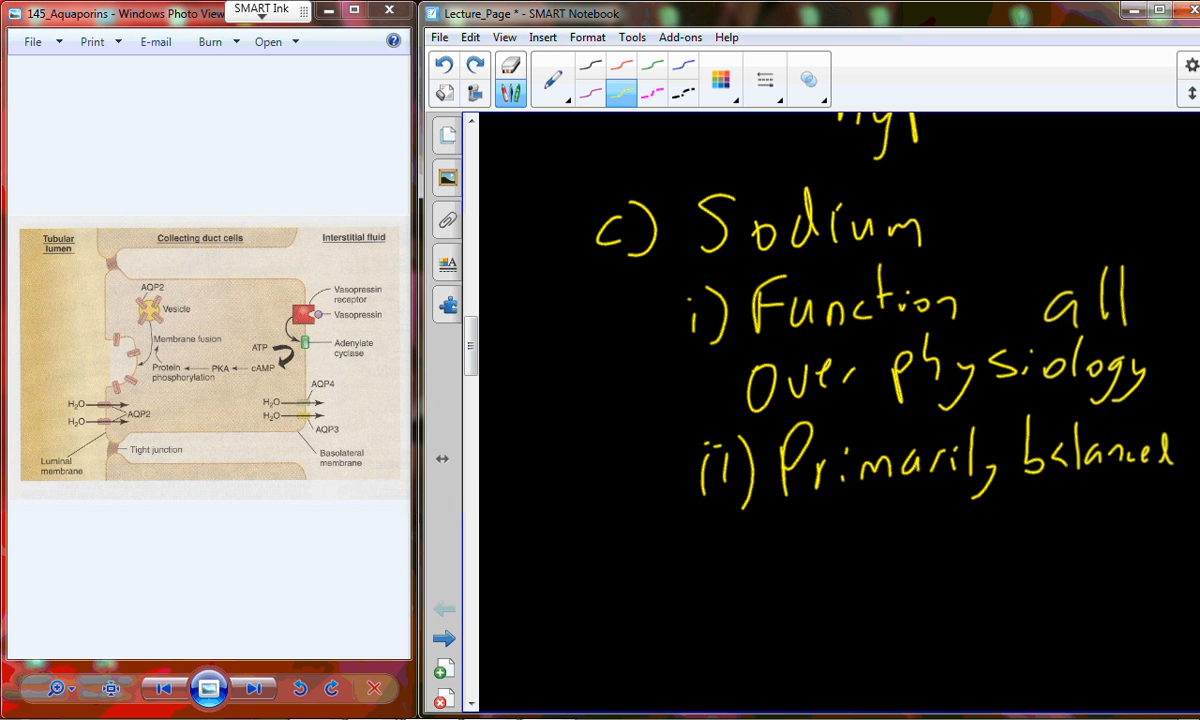 145_Aquaporins - Windows Photo View
SMART Ink
File Print E-mail Burn Open
Tubular lumen
Collecting duct cells
Interstitial fluid
AQP2
Vesicle
Vasopressin receptor
Vasopressin
Membrane fusion
ATP
Adenylate cyclase
Protein phosphorylation
PKA
cAMP
AQP4
H₂O
H₂O
AQP2
H₂O
H₂O
AQP3
Tight junction
Luminal membrane
Basolateral membrane
Lecture_Page * - SMART Notebook
File Edit View Insert Format Tools Add-ons Help
c) Sodium
i) Function all
over physiology
ii) Primarily balanced